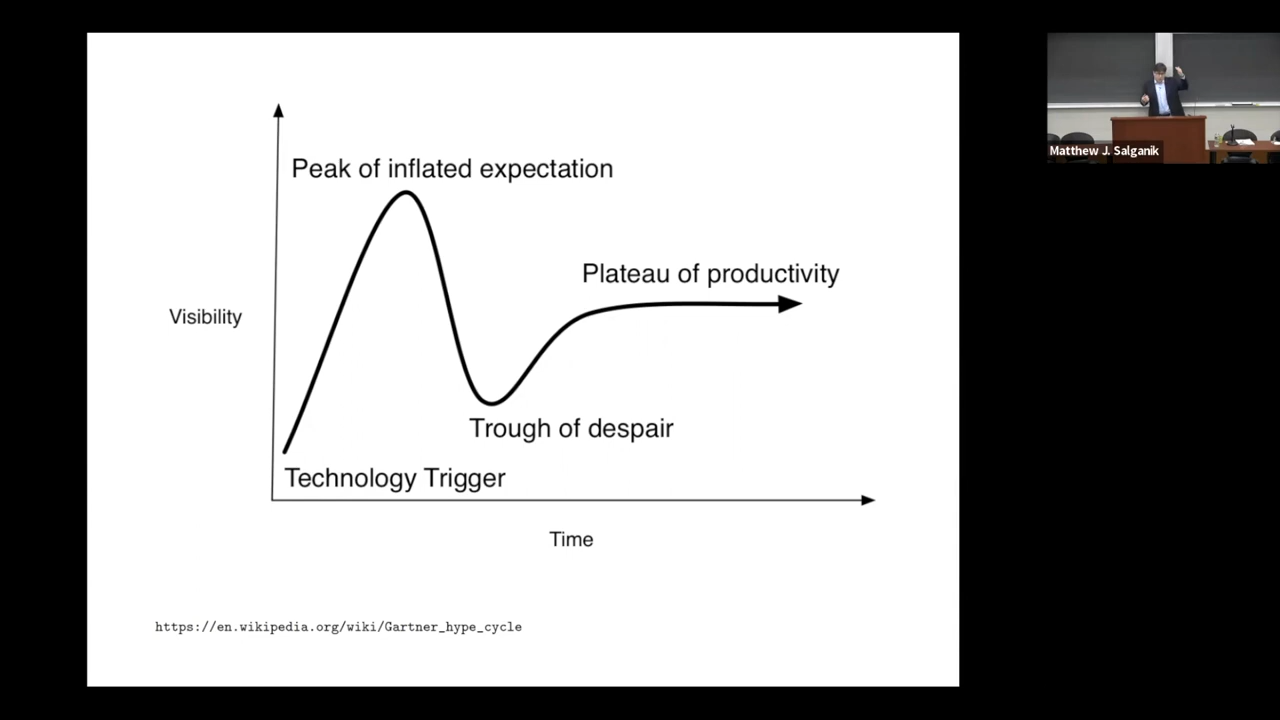 Peak of inflated expectation
Plateau of productivity
Visibility
Trough of despair
Technology Trigger
Time
https://en.wikipedia.org/wiki/Gartner_hype_cycle
Matthew J. Salganik